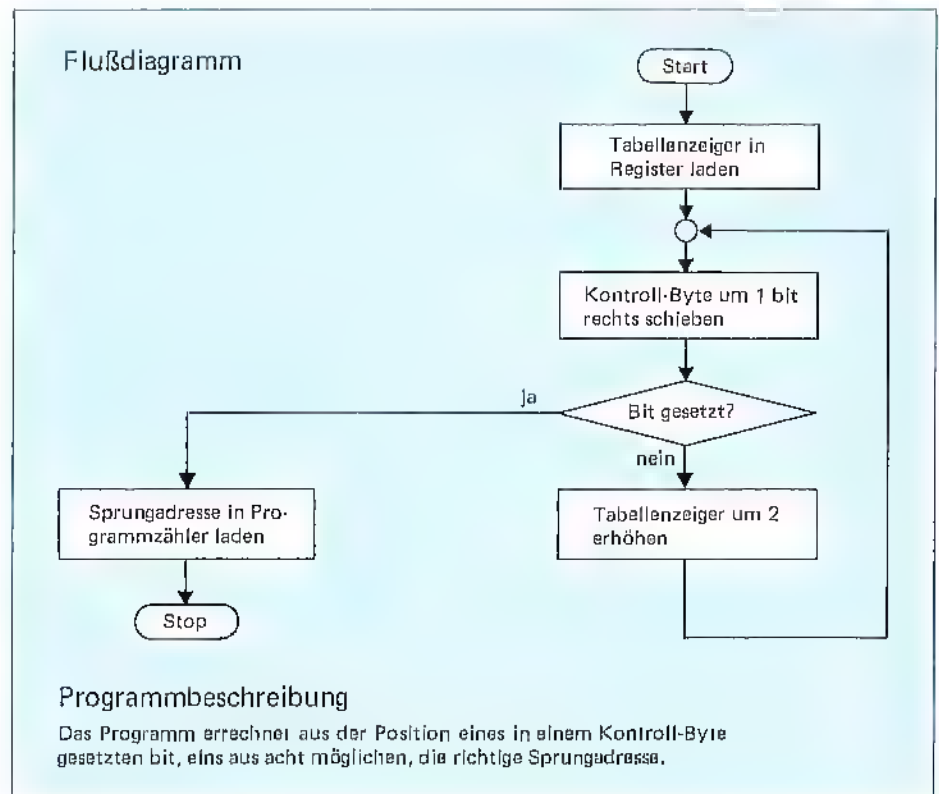 Flußdiagramm
Start
Tabellenzeiger in
Register laden
Kontroll-Byte um 1 bit
rechts schieben
Bit gesetzt?
ja
nein
Sprungadresse in Pro-
grammzähler laden
Tabellenzeiger um 2
erhöhen
Stop
Programmbeschreibung
Das Programm errechnet aus der Position eines in einem Kontroll-Byte
gesetzten bit, eins aus acht möglichen, die richtige Sprungadresse.